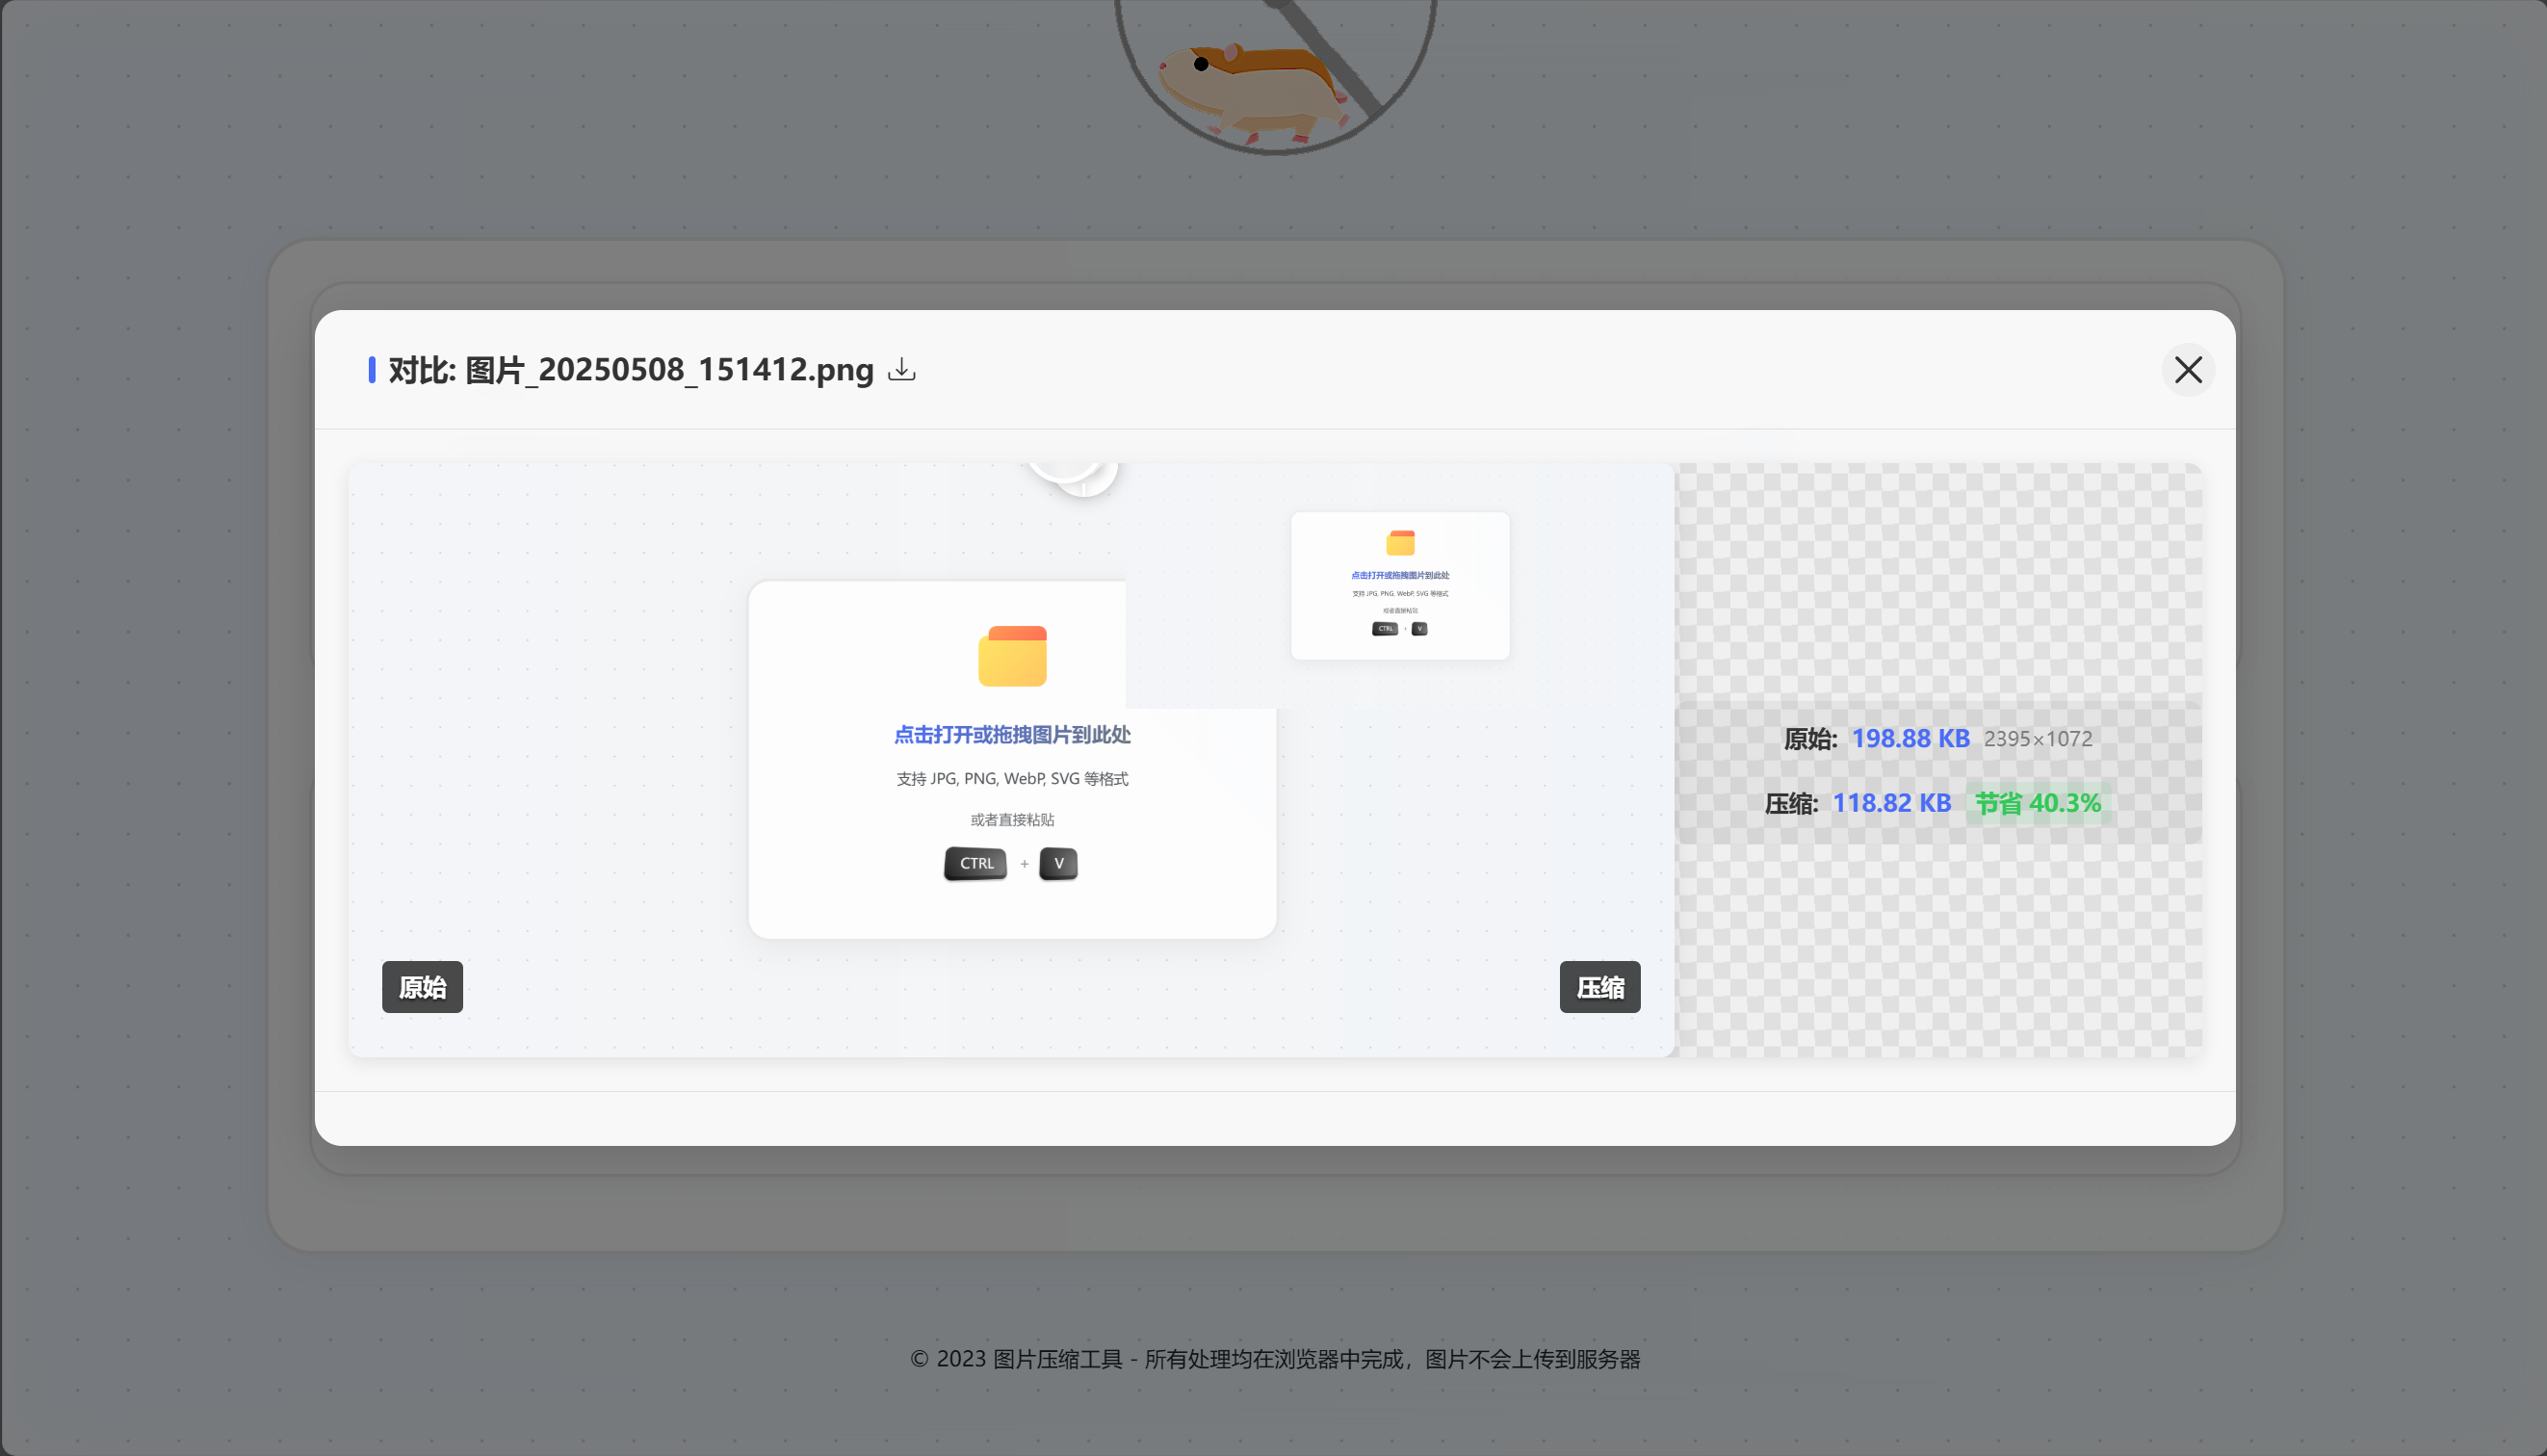 对比: 图片_20250508_151412.png
点击打开或拖拽图片到此处
支持 JPG, PNG, WebP, SVG 等格式
或者直接粘贴
CTRL + V
点击打开或拖拽图片到此处
支持 JPG, PNG, WebP, SVG 等格式
或者直接粘贴
CTRL + V
原始
压缩
原始: 198.88 KB 2395×1072
压缩: 118.82 KB 节省 40.3%
© 2023 图片压缩工具 - 所有处理均在浏览器中完成，图片不会上传到服务器